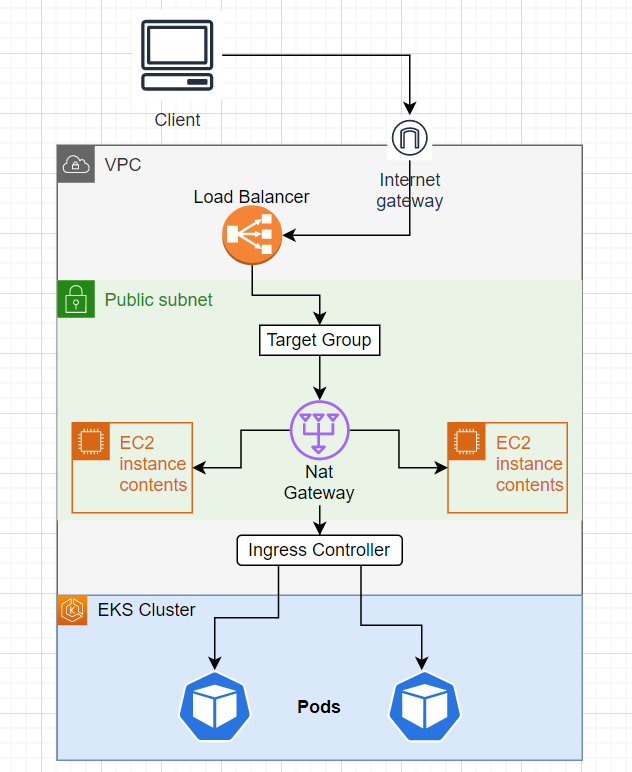 Client
VPC
Internet
gateway
Load Balancer
Public subnet
Target Group
EC2
instance
contents
EC2
instance
contents
Nat
Gateway
Ingress Controller
EKS Cluster
Pods